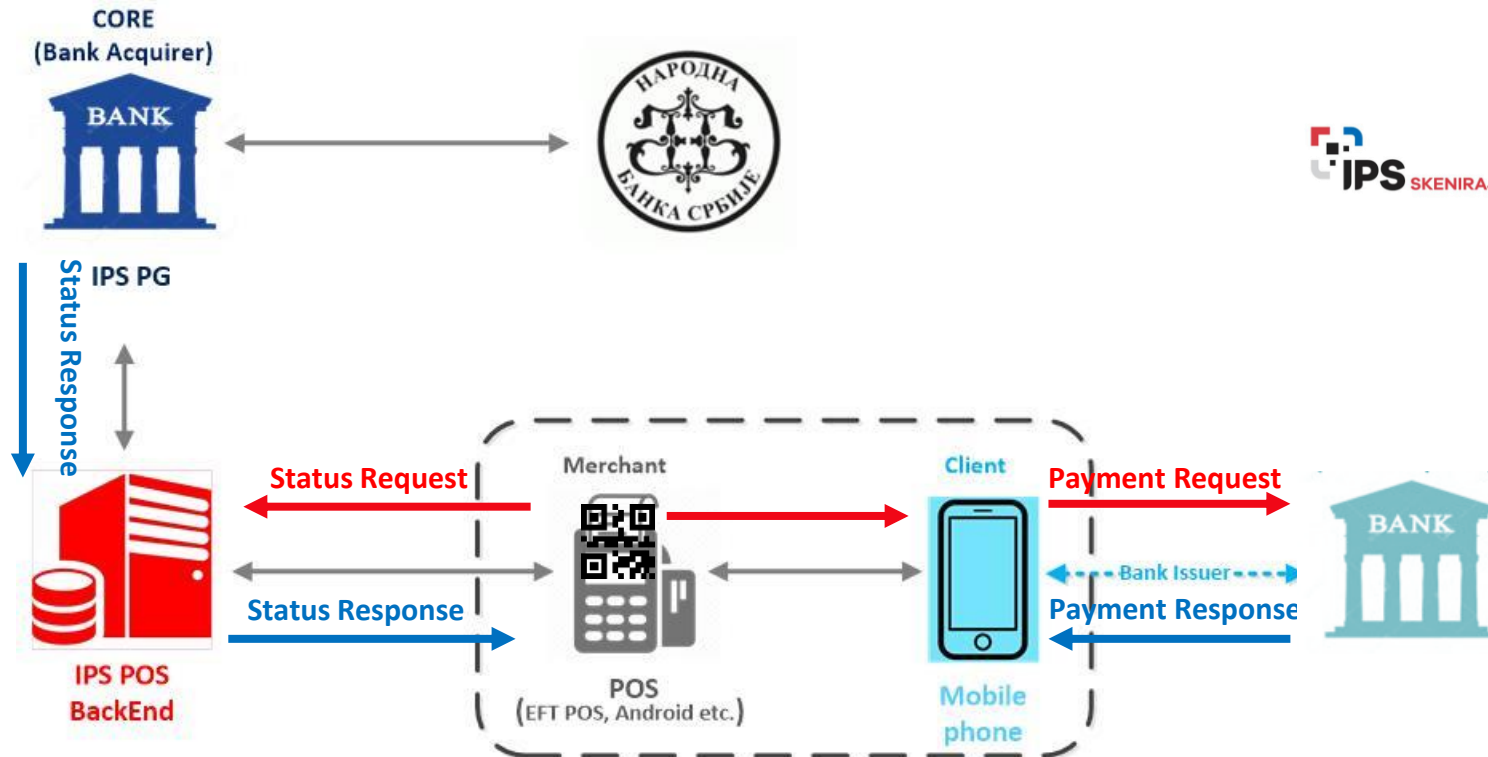 CORE
(Bank Acquirer)
BANK
НАРОДНА
БАНКА СРБИЈЕ
IPS SKENIRA
IPS PG
Status Response
Merchant
Client
Status Request
Payment Request
BANK
Bank Issuer
Status Response
Payment Response
IPS POS
BackEnd
POS
(EFT POS, Android etc.)
Mobile
phone